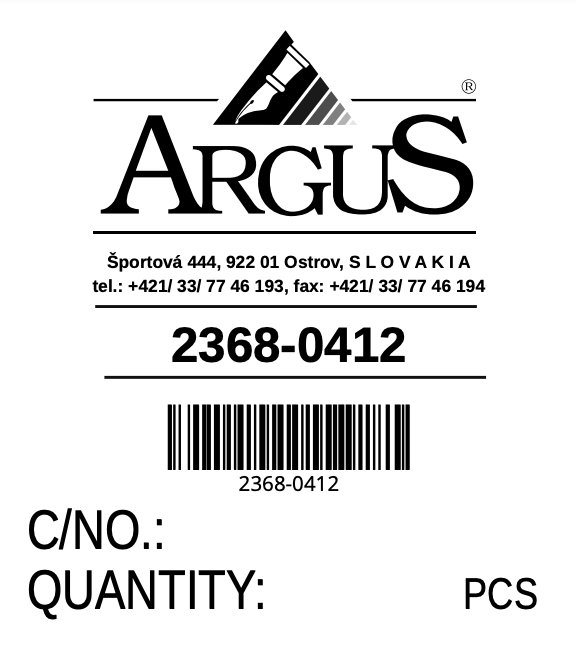 ®
ARGUS
Športová 444, 922 01 Ostrov, S L O V A K I A
tel.: +421/ 33/ 77 46 193, fax: +421/ 33/ 77 46 194
2368-0412
2368-0412
C/NO.:
QUANTITY: PCS